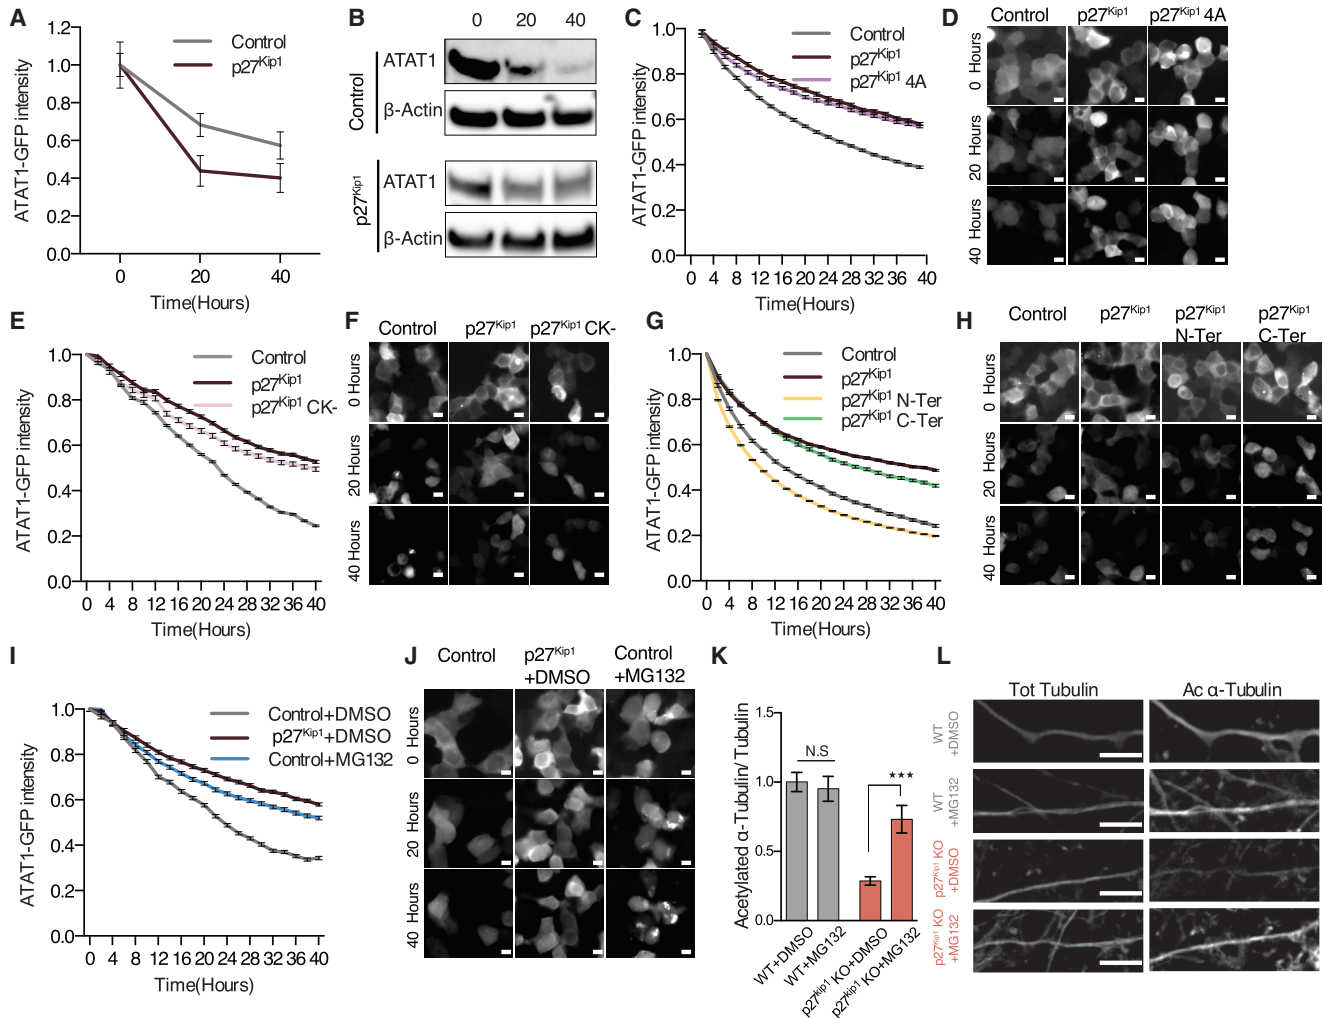 A
ATAT1-GFP intensity
1.2
1.0
0.8
0.6
0.4
0.2
0.0
Control
p27Kip1
0 20 40
Time(Hours)
B
0 20 40
Control
ATAT1
β-Actin
p27Kip1
ATAT1
β-Actin
C
ATAT1-GFP intensity
1.0
0.8
0.6
0.4
0.2
0.0
Control
p27Kip1
p27Kip1 4A
0 4 8 12 16 20 24 28 32 36 40
Time(Hours)
D
Control p27Kip1 p27Kip1 4A
0 Hours
20 Hours
40 Hours
E
ATAT1-GFP intensity
1.0
0.8
0.6
0.4
0.2
0.0
Control
p27Kip1
p27Kip1 CK-
0 4 8 12 16 20 24 28 32 36 40
Time(Hours)
F
Control p27Kip1 p27Kip1 CK-
0 Hours
20 Hours
40 Hours
G
ATAT1-GFP intensity
1.0
0.8
0.6
0.4
0.2
0.0
Control
p27Kip1
p27Kip1 N-Ter
p27Kip1 C-Ter
0 4 8 12 16 20 24 28 32 36 40
Time(Hours)
H
Control p27Kip1 p27Kip1 p27Kip1
N-Ter C-Ter
0 Hours
20 Hours
40 Hours
I
ATAT1-GFP intensity
1.0
0.8
0.6
0.4
0.2
0.0
Control+DMSO
p27Kip1+DMSO
Control+MG132
0 4 8 12 16 20 24 28 32 36 40
Time(Hours)
J
Control p27Kip1 Control
+DMSO +MG132
0 Hours
20 Hours
40 Hours
K
Acetylated α-Tubulin/ Tubulin
1.5
1.0
0.5
0.0
N.S
★★★
WT+DMSO
WT+MG132
p27kip1 KO+DMSO
p27kip1 KO+MG132
L
Tot Tubulin Ac α-Tubulin
WT
+DMSO
WT
+MG132
p27Kip1 KO
+DMSO
p27Kip1 KO
+MG132